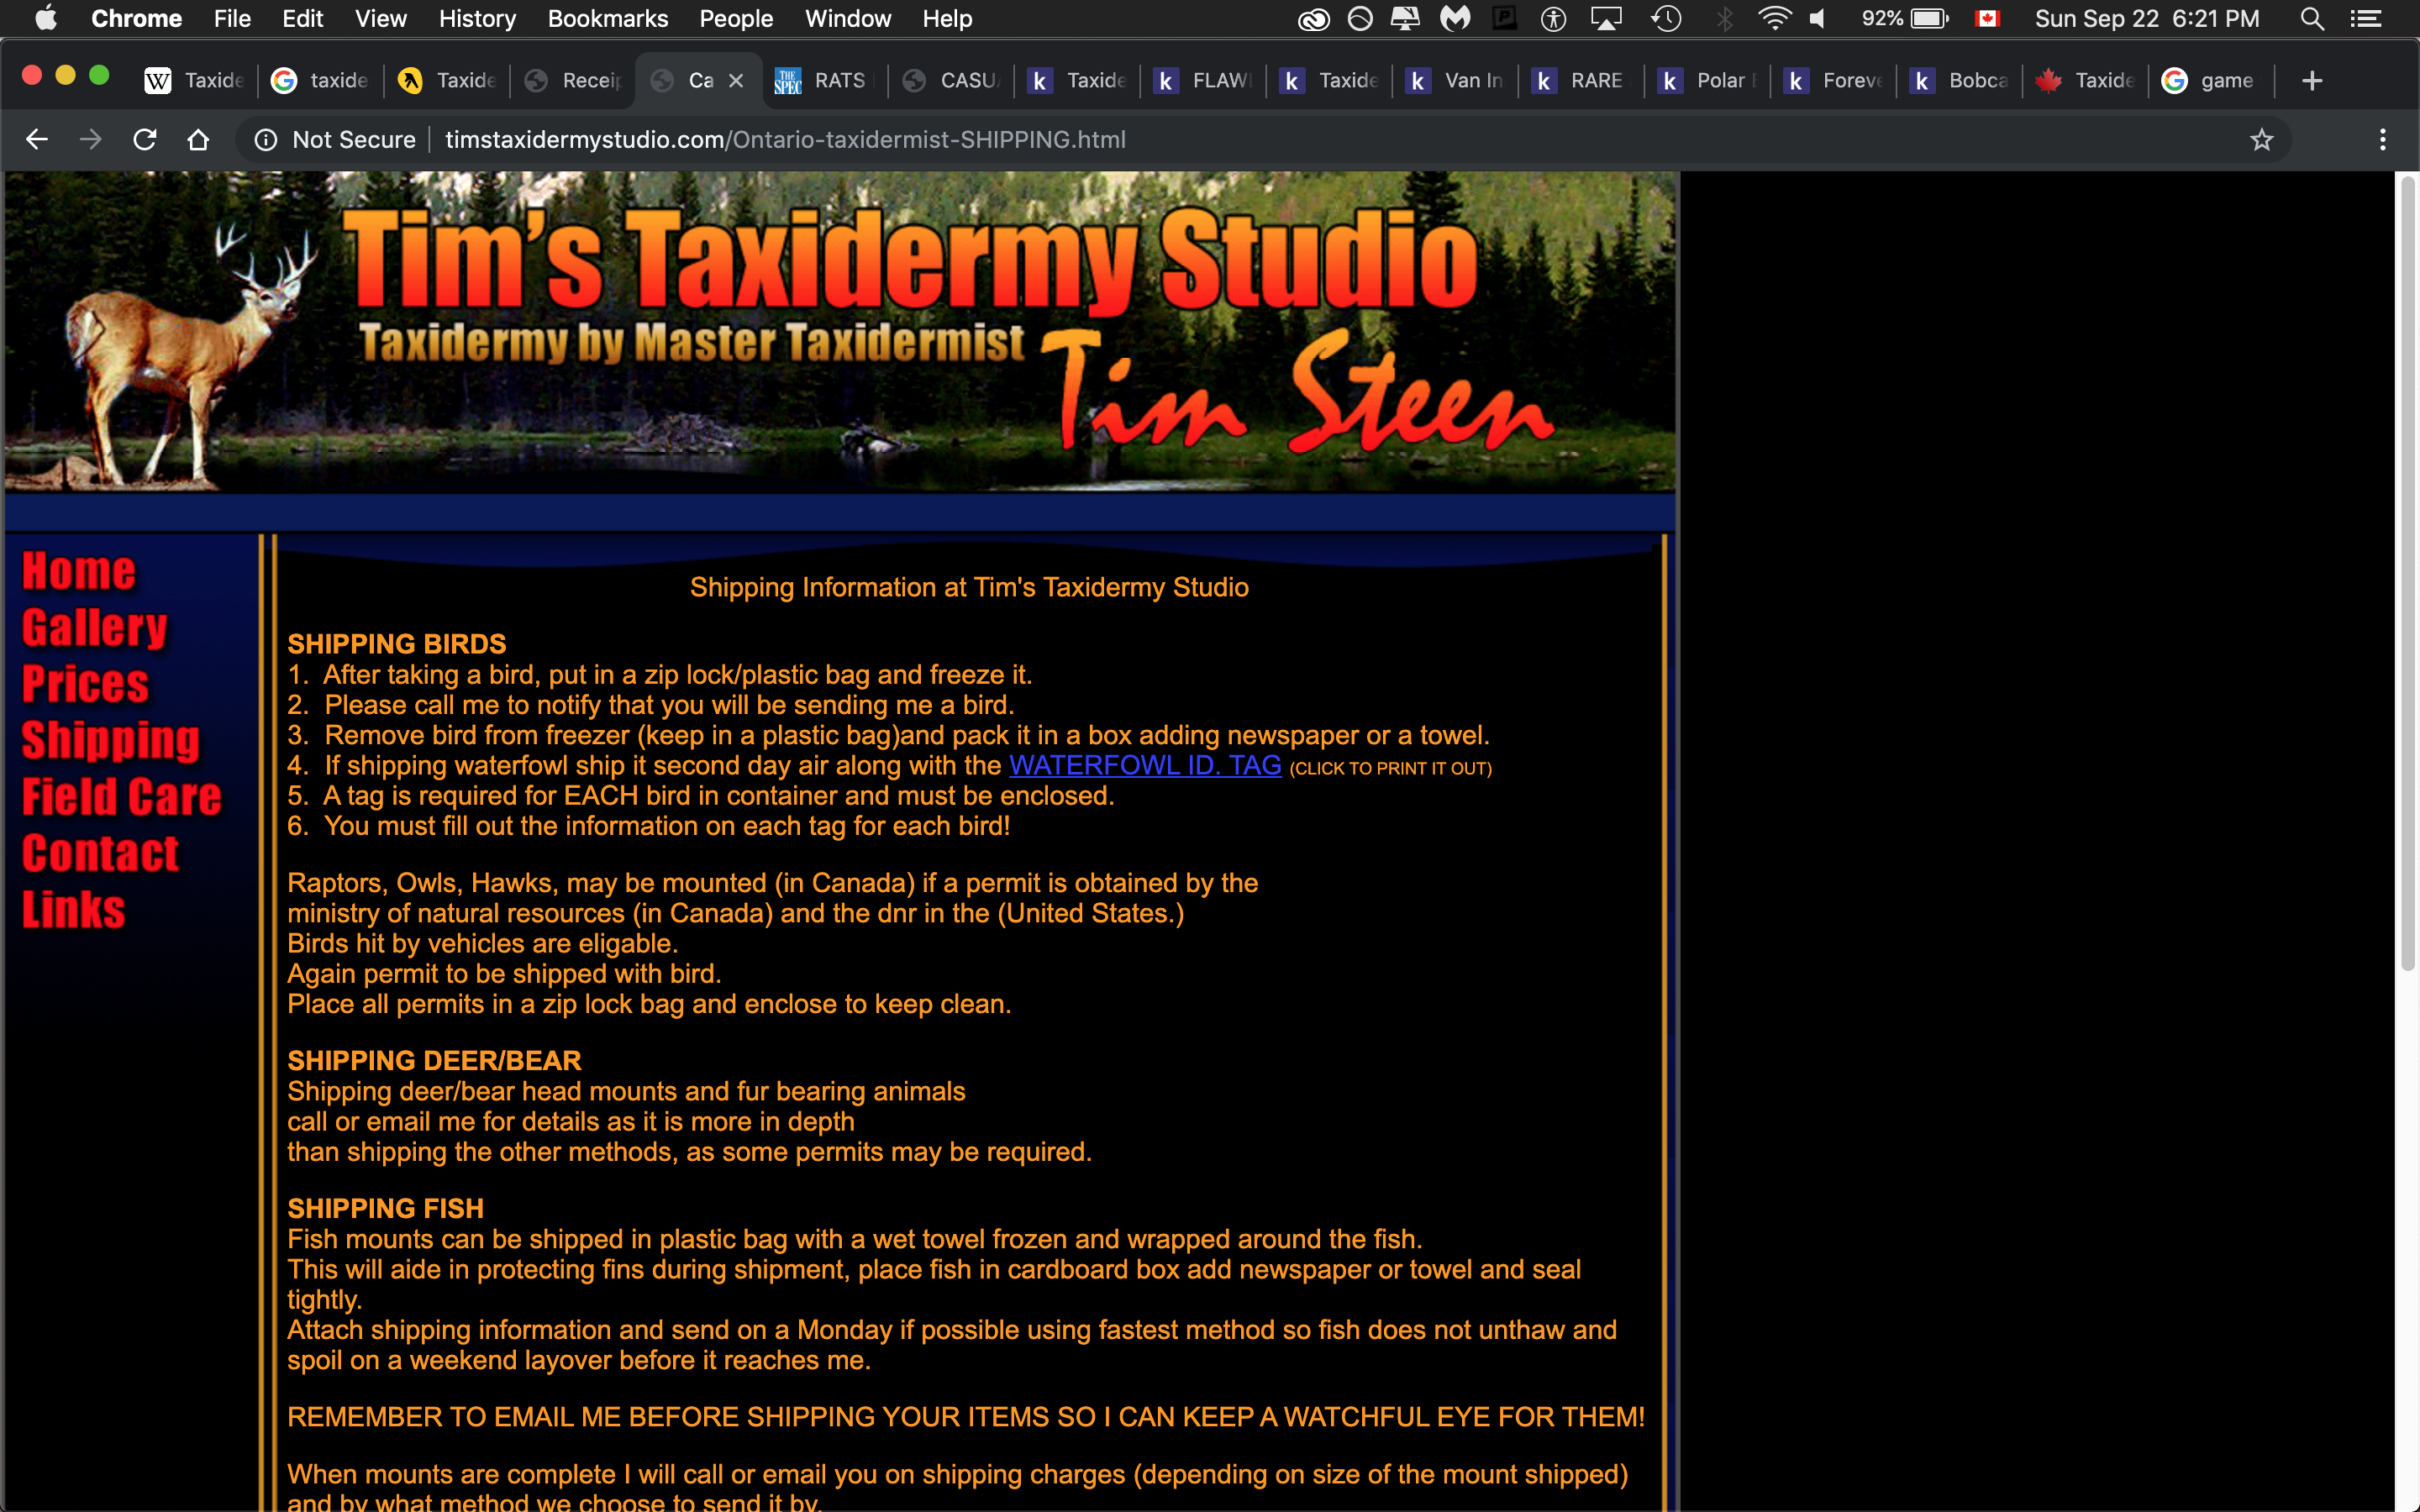 Chrome File Edit View History Bookmarks People Window Help 92% Sun Sep 22 6:21 PM
Taxide taxide Taxide Receip Ca RATS CASUA Taxide FLAWI Taxide Van In RARE Polar Forev Bobca Taxide game
Not Secure timstaxidermystudio.com/Ontario-taxidermist-SHIPPING.html
Tim's Taxidermy Studio
Taxidermy by Master Taxidermist
Tim Steen
Home
Gallery
Prices
Shipping
Field Care
Contact
Links
Shipping Information at Tim's Taxidermy Studio
SHIPPING BIRDS
1. After taking a bird, put in a zip lock/plastic bag and freeze it.
2. Please call me to notify that you will be sending me a bird.
3. Remove bird from freezer (keep in a plastic bag)and pack it in a box adding newspaper or a towel.
4. If shipping waterfowl ship it second day air along with the WATERFOWL ID. TAG (CLICK TO PRINT IT OUT)
5. A tag is required for EACH bird in container and must be enclosed.
6. You must fill out the information on each tag for each bird!
Raptors, Owls, Hawks, may be mounted (in Canada) if a permit is obtained by the
ministry of natural resources (in Canada) and the dnr in the (United States.)
Birds hit by vehicles are eligable.
Again permit to be shipped with bird.
Place all permits in a zip lock bag and enclose to keep clean.
SHIPPING DEER/BEAR
Shipping deer/bear head mounts and fur bearing animals
call or email me for details as it is more in depth
than shipping the other methods, as some permits may be required.
SHIPPING FISH
Fish mounts can be shipped in plastic bag with a wet towel frozen and wrapped around the fish.
This will aide in protecting fins during shipment, place fish in cardboard box add newspaper or towel and seal
tightly.
Attach shipping information and send on a Monday if possible using fastest method so fish does not unthaw and
spoil on a weekend layover before it reaches me.
REMEMBER TO EMAIL ME BEFORE SHIPPING YOUR ITEMS SO I CAN KEEP A WATCHFUL EYE FOR THEM!
When mounts are complete I will call or email you on shipping charges (depending on size of the mount shipped)
and by what method we choose to send it by.